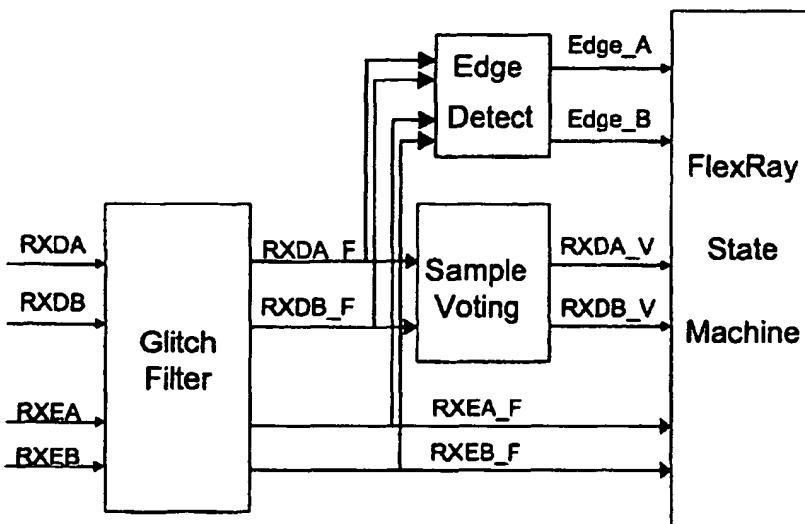 Edge_A
Edge
Detect
Edge_B
FlexRay
State
Machine
RXDA
RXDB
RXEA
RXEB
Glitch
Filter
RXDA_F
RXDB_F
Sample
Voting
RXDA_V
RXDB_V
RXEA_F
RXEB_F